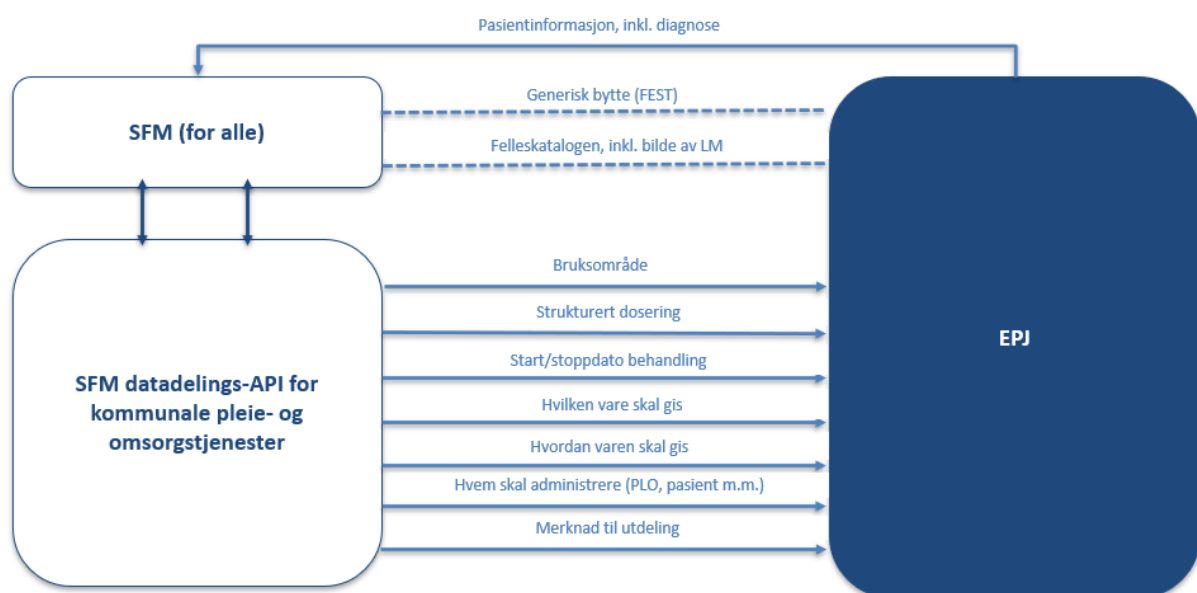 Pasientinformasjon, inkl. diagnose
Generisk bytte (FEST)
SFM (for alle)
Felleskatalogen, inkl. bilde av LM
Bruksområde
Strukturert dosering
EPJ
Start/stoppdato behandling
SFM datadelings-API for
kommunale pleie- og
omsorgstjenester
Hvilken vare skal gis
Hvordan varen skal gis
Hvem skal administrere (PLO, pasient m.m.)
Merknad til utdeling